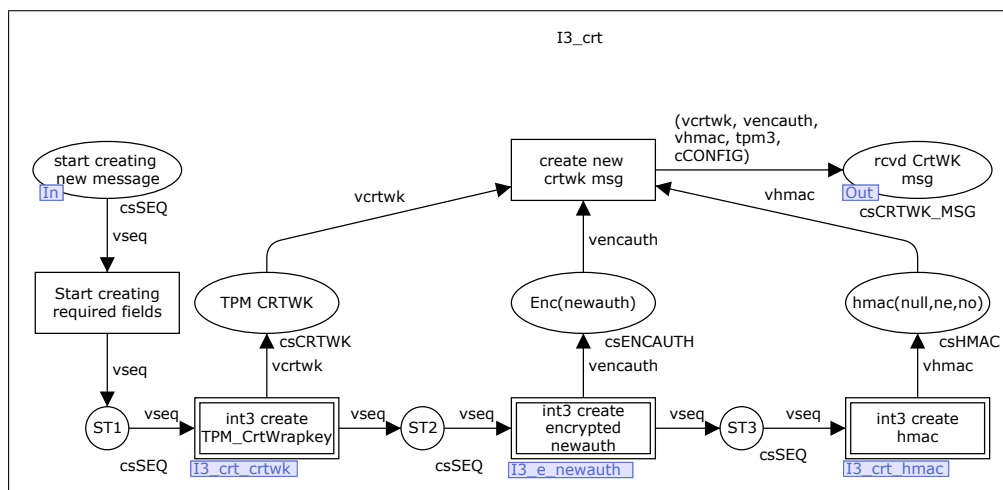 I3_crt
(vcrtwk, vencauth,
vhmac, tpm3,
cCONFIG)
start creating
new message
In
csSEQ
create new
crtwk msg
rcvd CrtWK
msg
Out
csCRTWK_MSG
vcrtwk
vhmac
vseq
vencauth
Start creating
required fields
TPM CRTWK
csCRTWK
Enc(newauth)
csENCAUTH
hmac(null,ne,no)
csHMAC
vseq
vcrtwk
vencauth
vhmac
ST1
csSEQ
vseq
int3 create
TPM_CrtWrapkey
I3_crt_crtwk
vseq
ST2
csSEQ
vseq
int3 create
encrypted
newauth
I3_e_newauth
vseq
ST3
csSEQ
vseq
int3 create
hmac
I3_crt_hmac